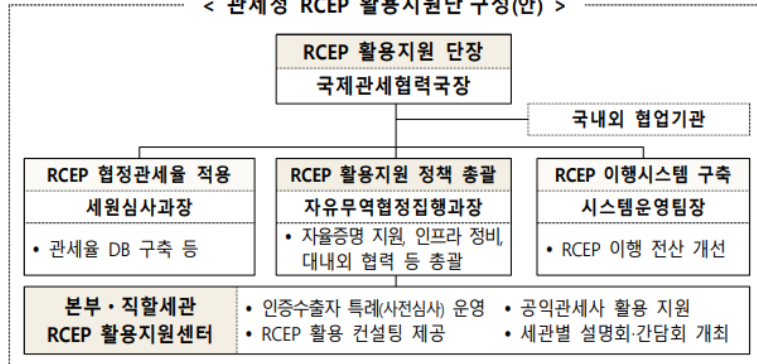 < 관세청 RCEP 활용지원단 구성(안) >
RCEP 활용지원 단장
국제관세협력국장
국내외 협업기관
RCEP 협정관세율 적용
세원심사과장
• 관세율 DB 구축 등
RCEP 활용지원 정책 총괄
자유무역협정집행과장
• 자율증명 지원, 인프라 정비,
대내외 협력 등 총괄
RCEP 이행시스템 구축
시스템운영팀장
• RCEP 이행 전산 개선
본부·직할세관
RCEP 활용지원센터
• 인증수출자 특례(사전심사) 운영
• RCEP 활용 컨설팅 제공
• 공익관세사 활용 지원
• 세관별 설명회·간담회 개최